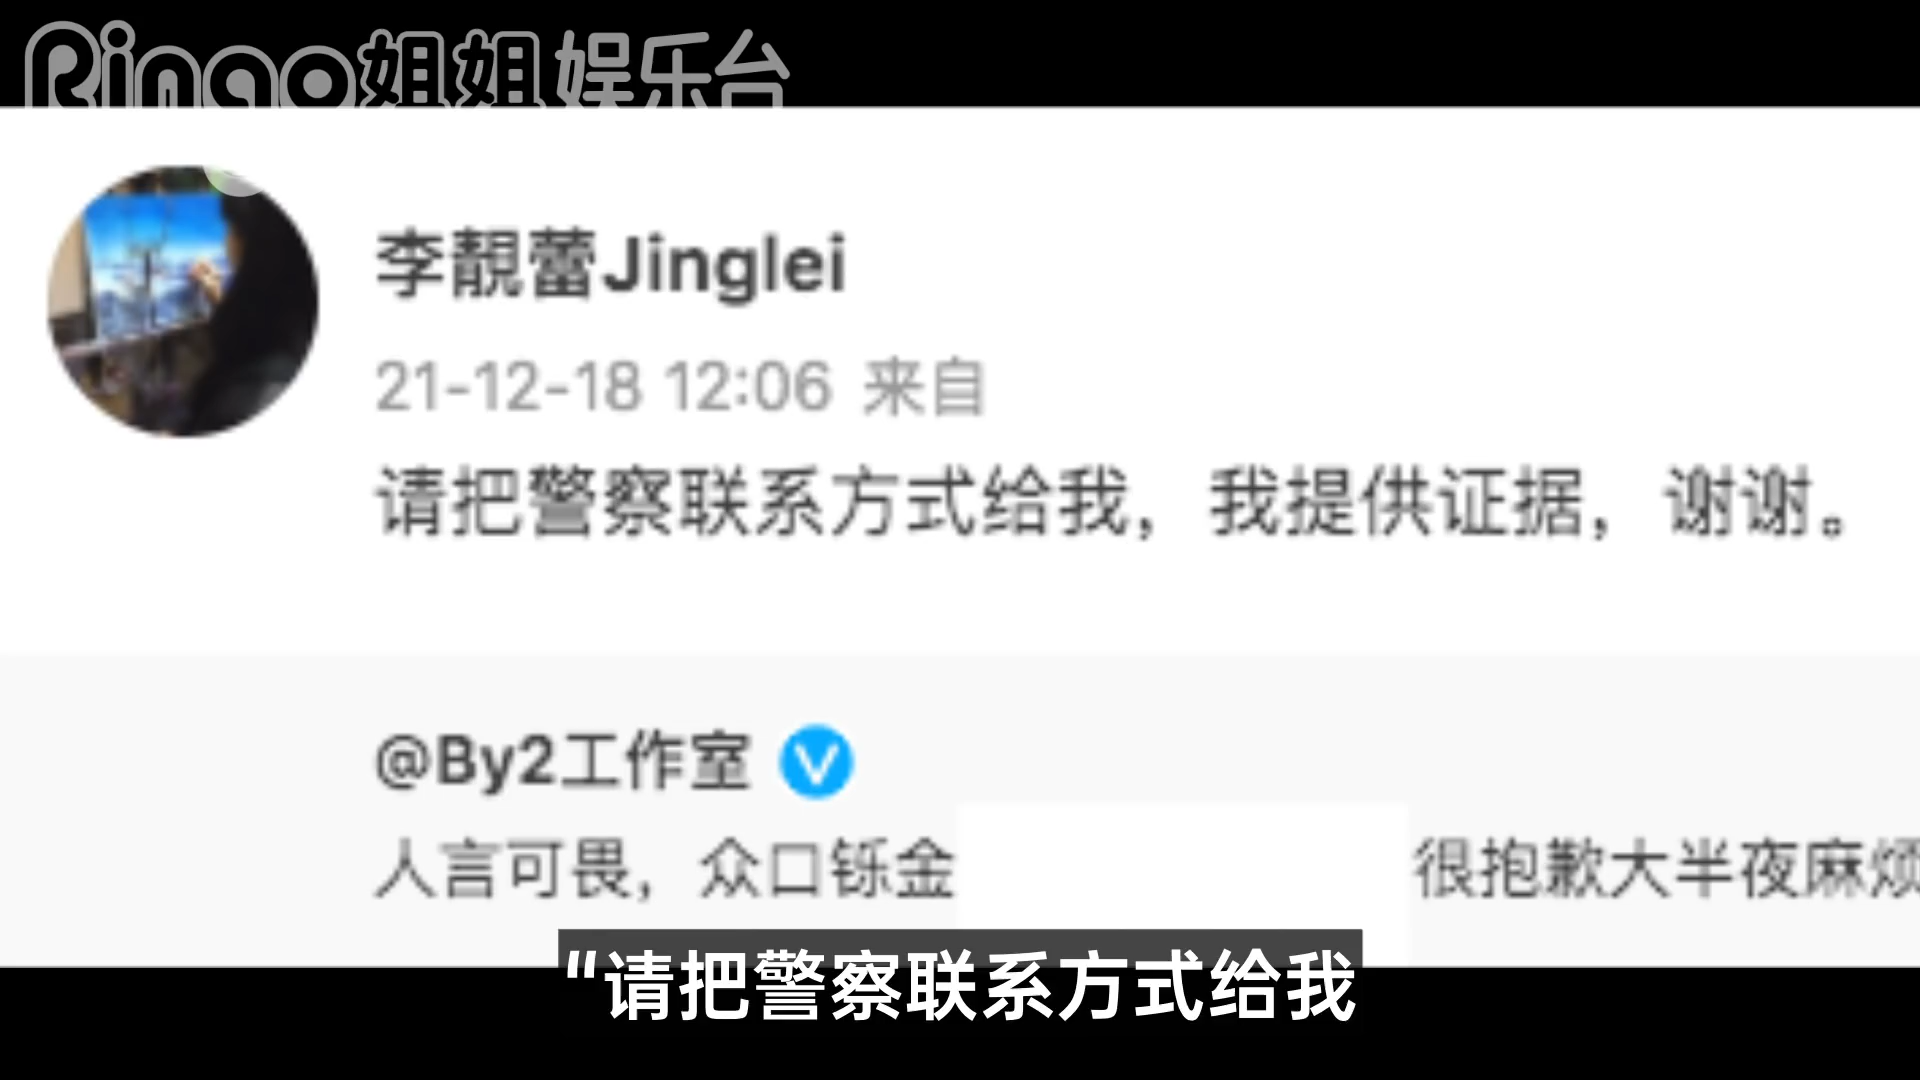 Ringo姐姐娱乐台
李靓蕾Jinglei
21-12-18 12:06 来自
请把警察联系方式给我，我提供证据，谢谢。
@By2工作室
人言可畏，众口铄金 很抱歉大半夜麻烦
“请把警察联系方式给我